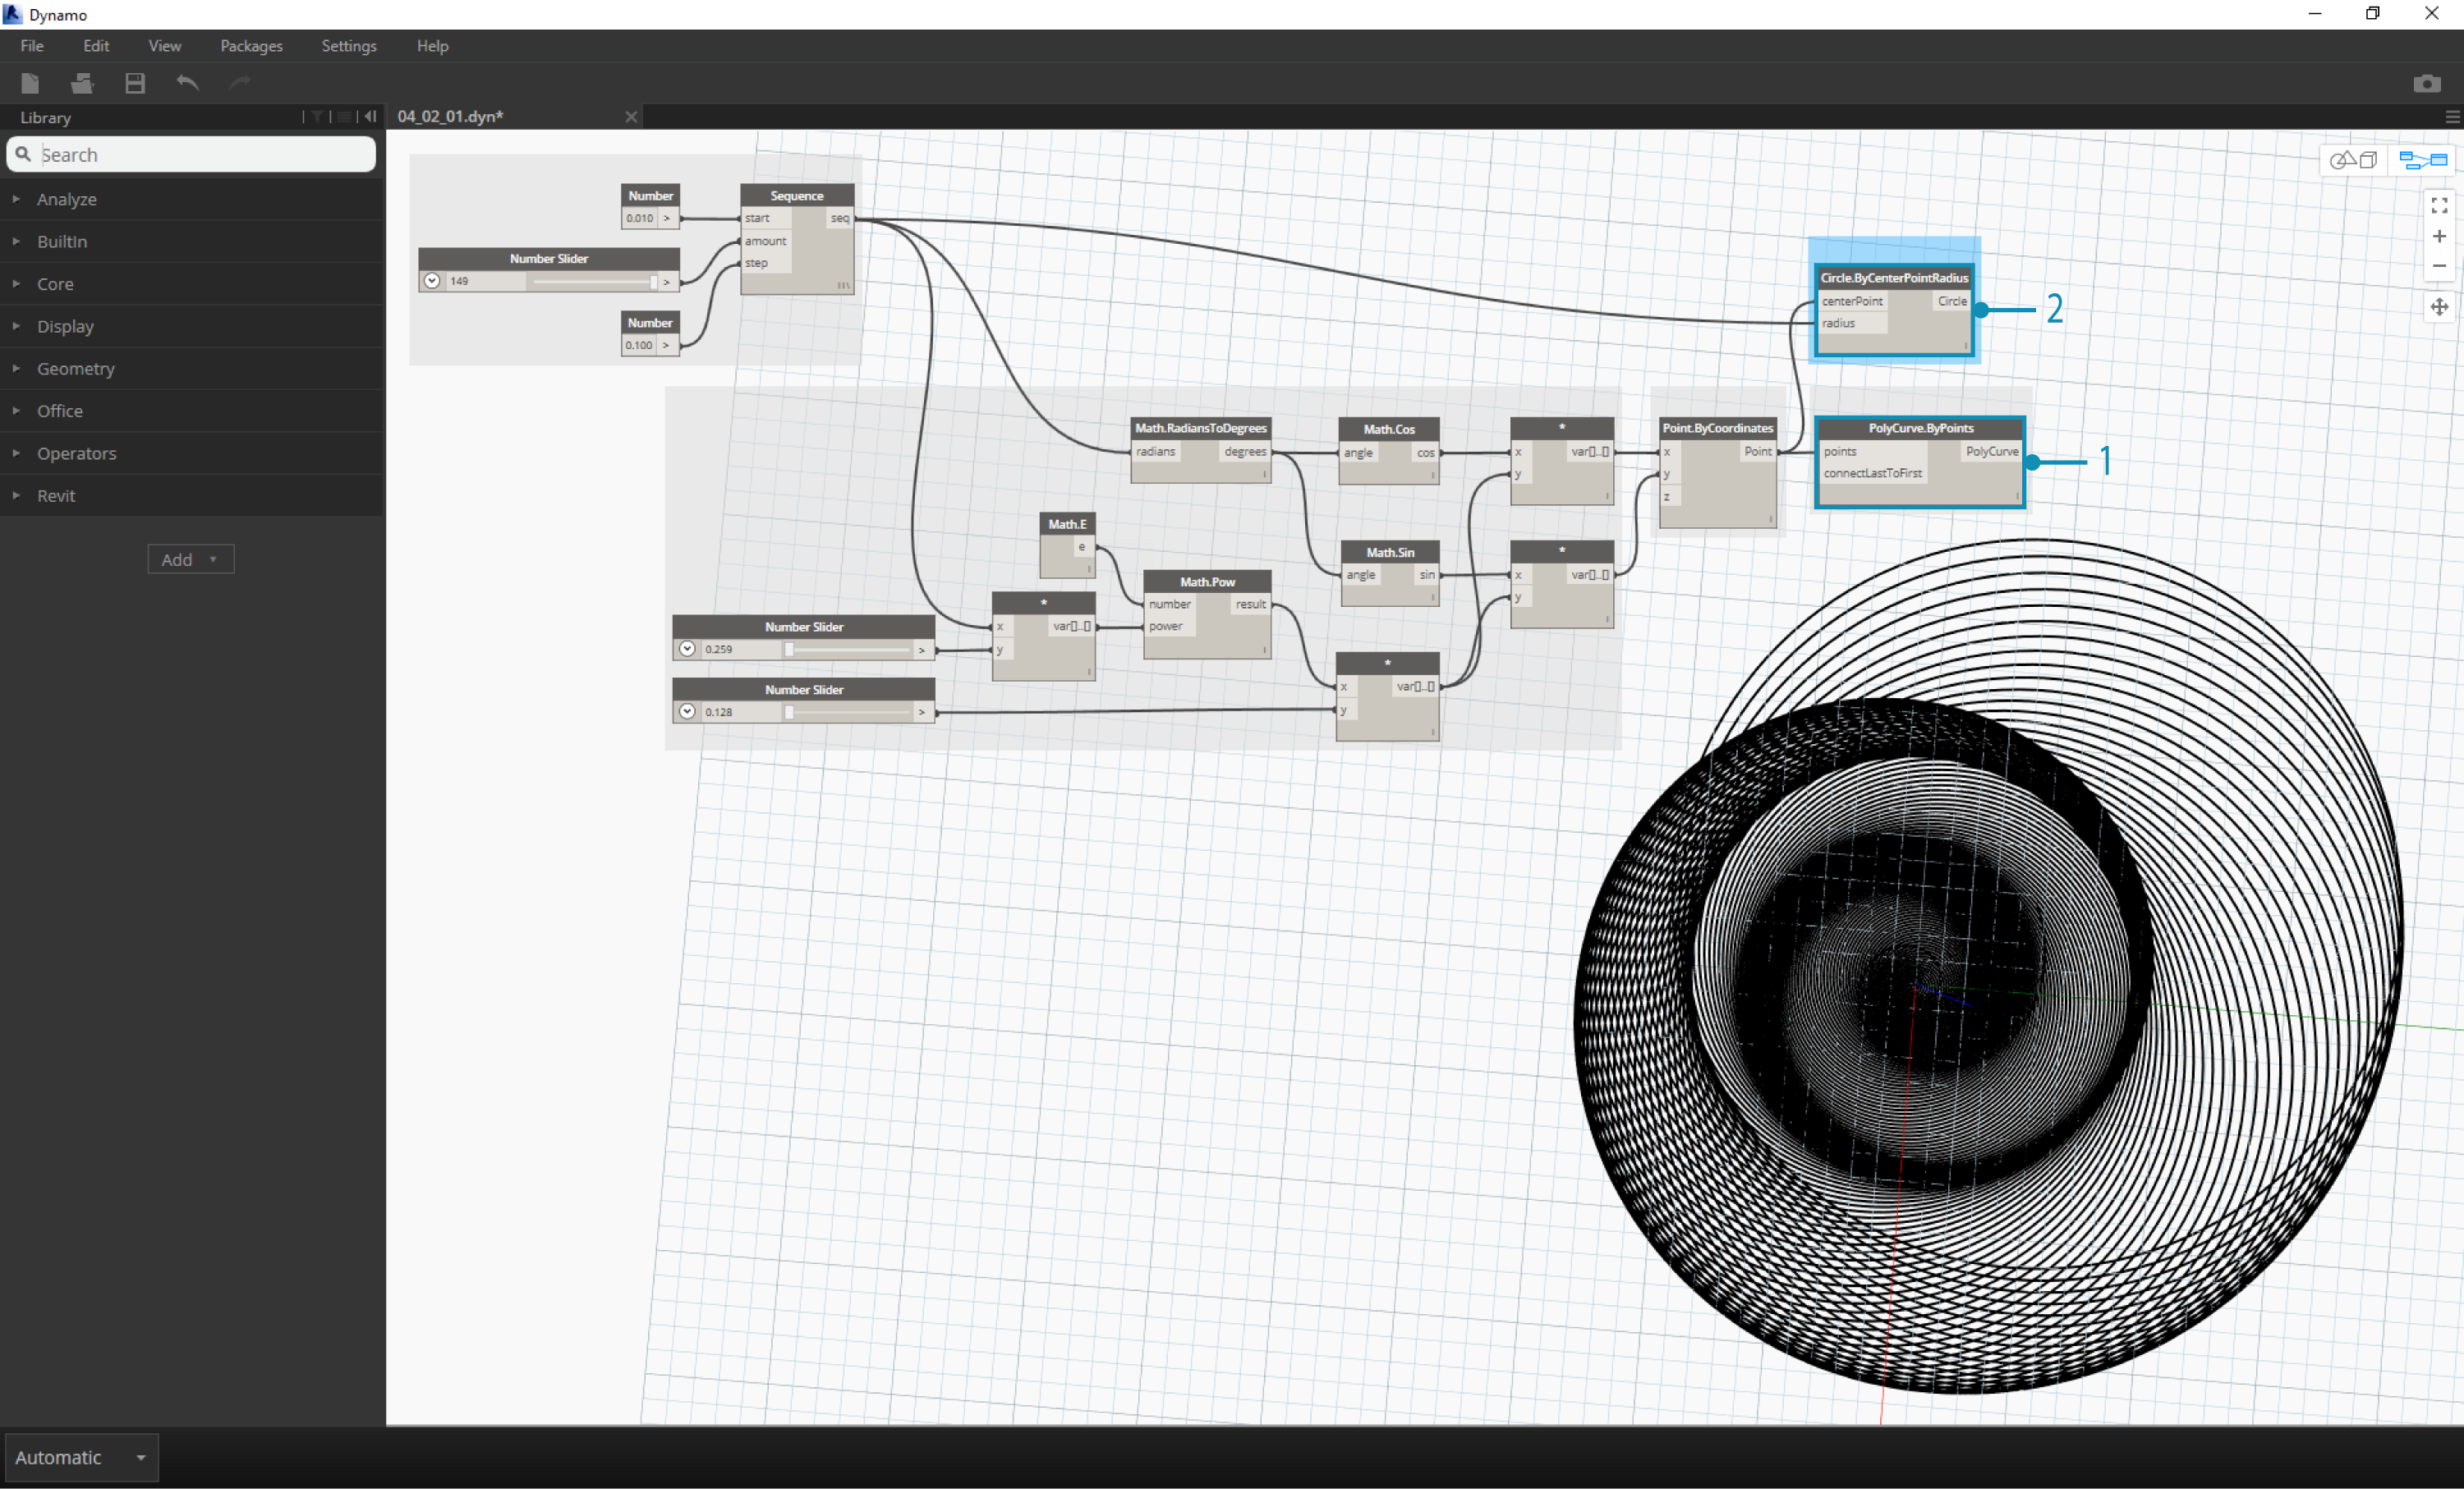 Dynamo
File Edit View Packages Settings Help
Library
04_02_01.dyn*
Search
Analyze
BuiltIn
Core
Display
Geometry
Office
Operators
Revit
Add
Number
0.010 >
Number Slider
149 >
Number
0.100 >
Sequence
start seq
amount
step
Circle.ByCenterPointRadius
centerPoint Circle
radius
2
Math.RadiansToDegrees
radians degrees
Math.Cos
angle cos
*
x var[]..[]
y
Point.ByCoordinates
x Point
y
z
PolyCurve.ByPoints
points PolyCurve
connectLastToFirst
1
Math.E
e
Math.Pow
number result
power
Math.Sin
angle sin
*
x var[]..[]
y
*
x var[]..[]
y
Number Slider
0.259 >
Number Slider
0.128 >
*
x var[]..[]
y
Automatic